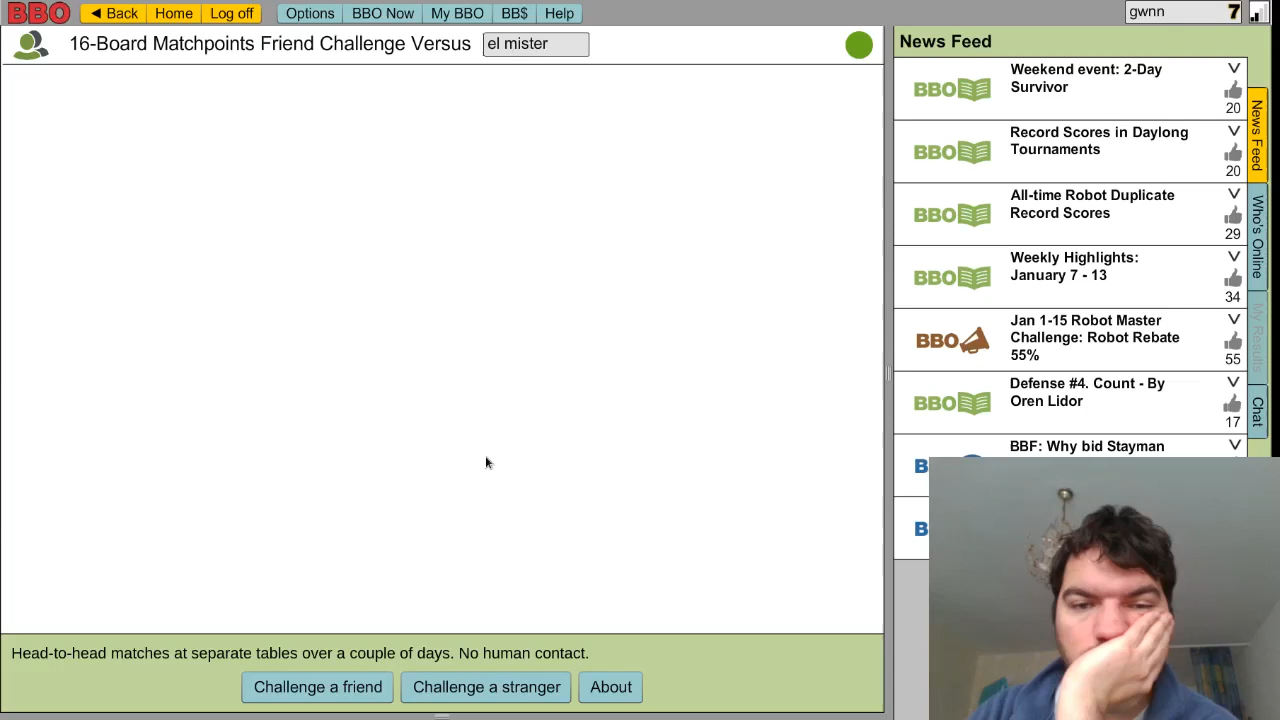 BBO
◄ Back
Home
Log off
Options
BBO Now
My BBO
BB$
Help
gwnn
7
16-Board Matchpoints Friend Challenge Versus
el mister
News Feed
BBO
Weekend event: 2-Day
Survivor
20
BBO
Record Scores in Daylong
Tournaments
20
BBO
All-time Robot Duplicate
Record Scores
29
BBO
Weekly Highlights:
January 7 - 13
34
BBO
Jan 1-15 Robot Master
Challenge: Robot Rebate
55%
55
BBO
Defense #4. Count - By
Oren Lidor
17
BBF: Why bid Stayman
B
B
News Feed
Who's Online
My Results
Chat
Head-to-head matches at separate tables over a couple of days. No human contact.
Challenge a friend
Challenge a stranger
About